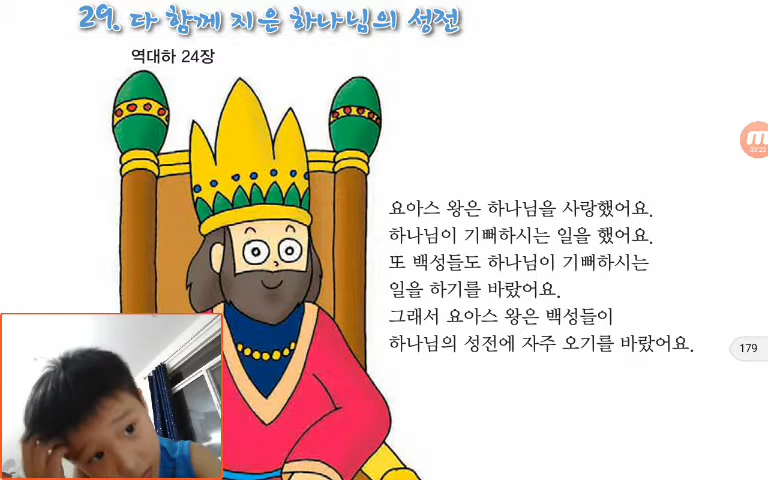 29. 다 함께 지은 하나님의 성전
역대하 24장
요아스 왕은 하나님을 사랑했어요.
하나님이 기뻐하시는 일을 했어요.
또 백성들도 하나님이 기뻐하시는
일을 하기를 바랐어요.
그래서 요아스 왕은 백성들이
하나님의 성전에 자주 오기를 바랐어요.
179